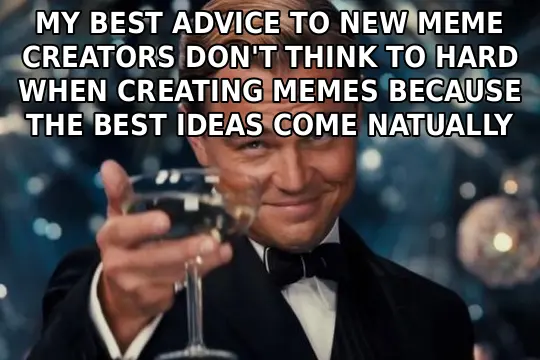 MY BEST ADVICE TO NEW MEME
CREATORS DON'T THINK TO HARD
WHEN CREATING MEMES BECAUSE
THE BEST IDEAS COME NATUALLY